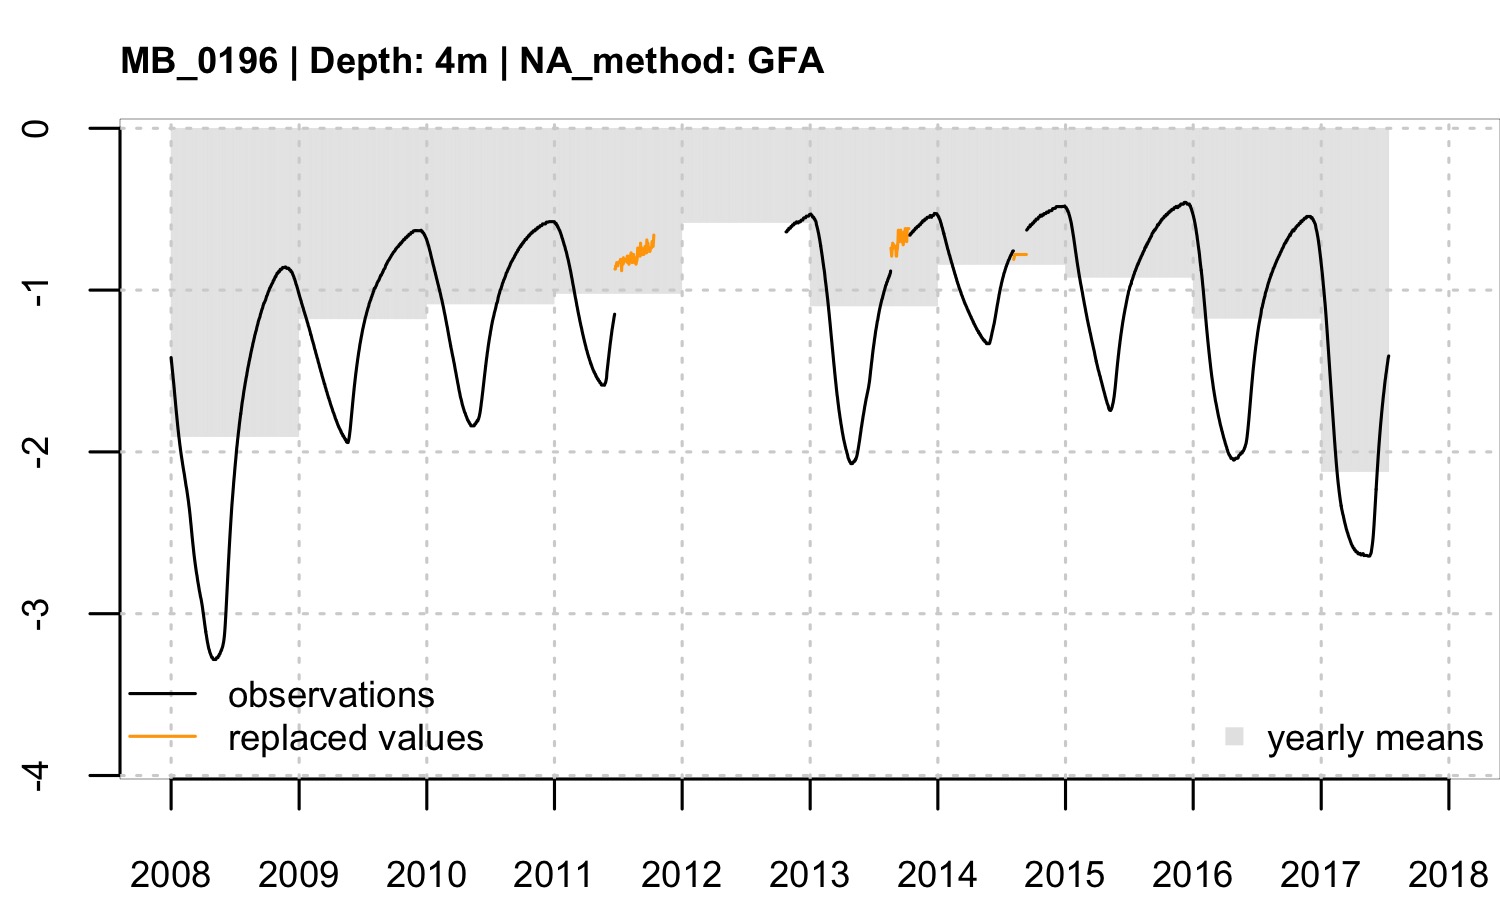 MB_0196 | Depth: 4m | NA_method: GFA
0
-1
-2
-3
-4
observations
replaced values
yearly means
2008 2009 2010 2011 2012 2013 2014 2015 2016 2017 2018